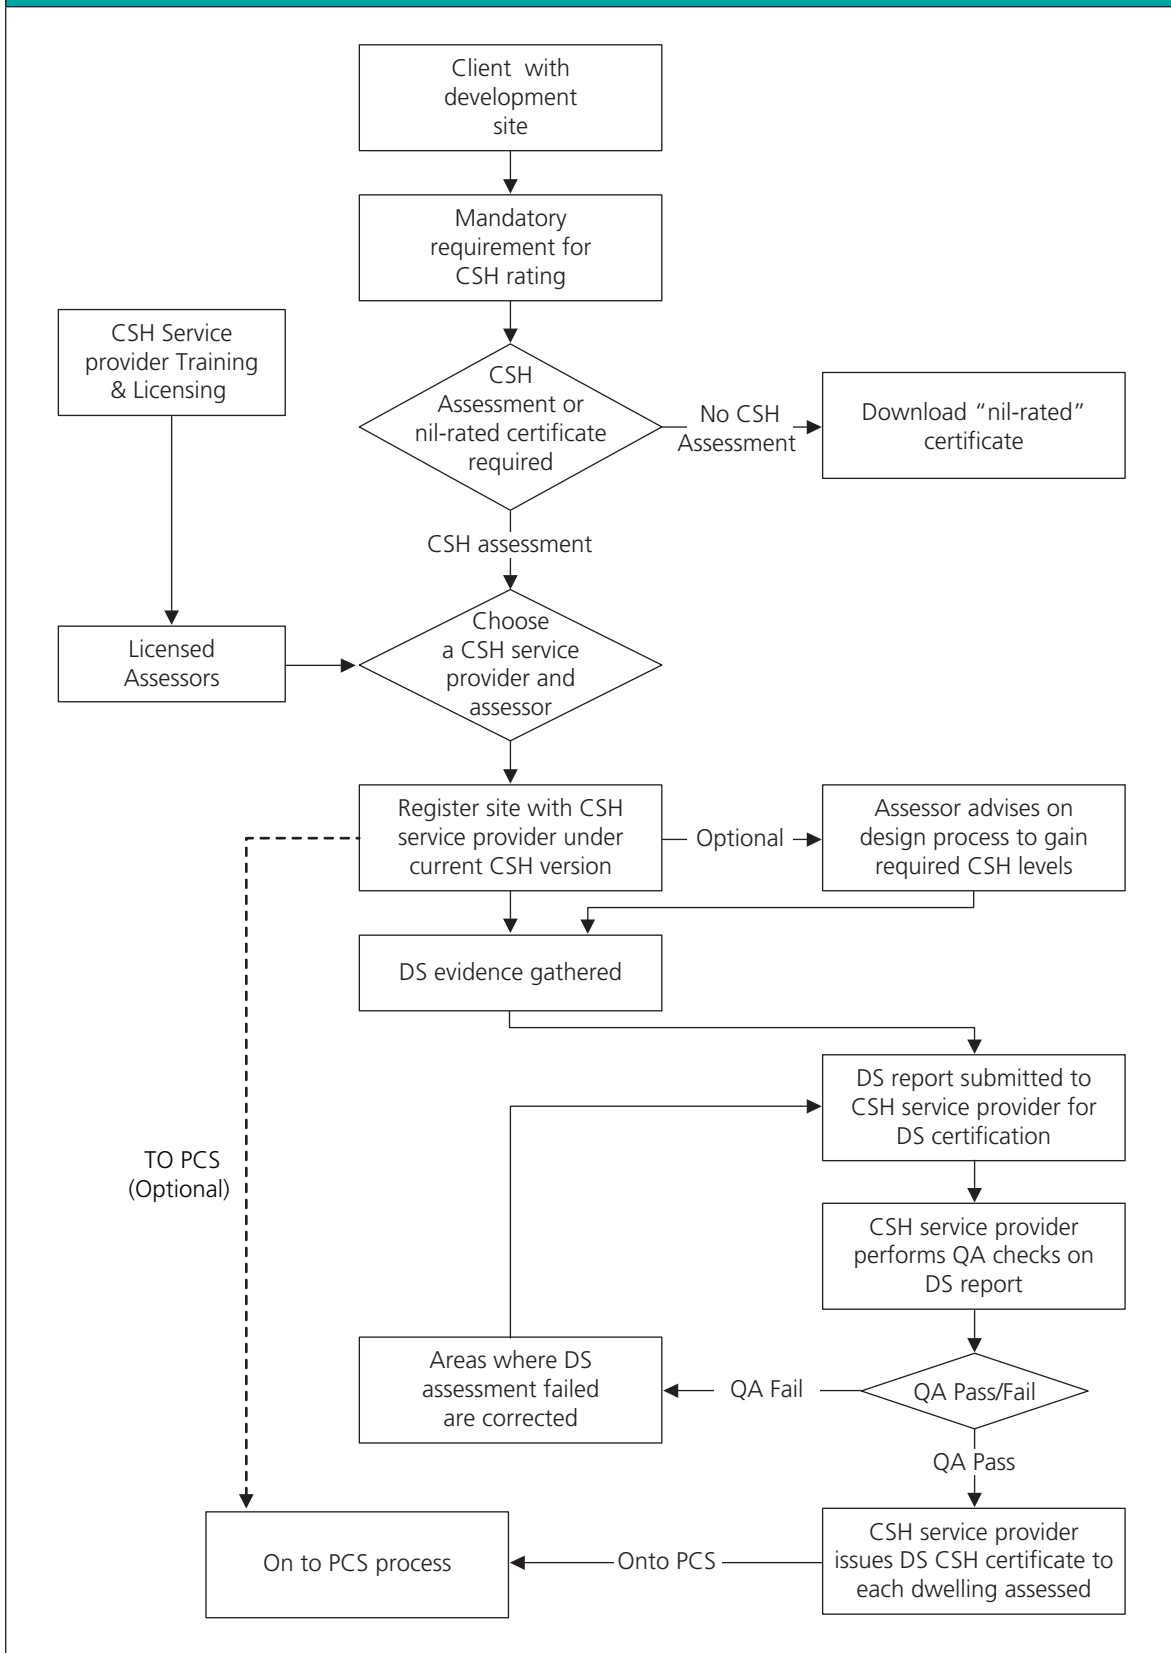 Client with
development
site
Mandatory
requirement for
CSH rating
CSH Service
provider Training
& Licensing
CSH
Assessment or
nil-rated certificate
required
No CSH
Assessment
Download “nil-rated”
certificate
CSH assessment
Licensed
Assessors
Choose
a CSH service
provider and
assessor
Register site with CSH
service provider under
current CSH version
Optional
Assessor advises on
design process to gain
required CSH levels
DS evidence gathered
DS report submitted to
CSH service provider for
DS certification
TO PCS
(Optional)
CSH service provider
performs QA checks on
DS report
Areas where DS
assessment failed
are corrected
QA Fail
QA Pass/Fail
QA Pass
On to PCS process
Onto PCS
CSH service provider
issues DS CSH certificate to
each dwelling assessed